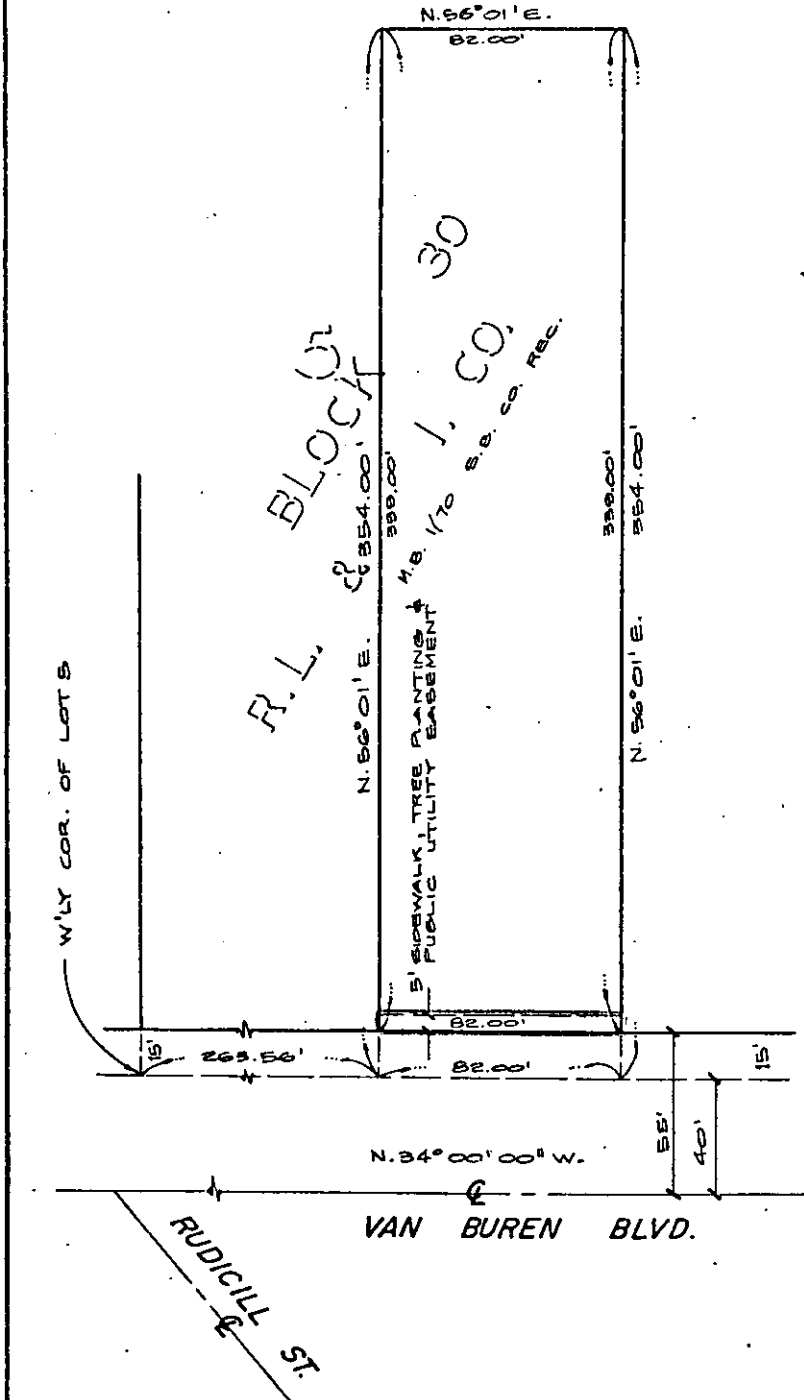 N.56°01'E.
82.00'
BLOCK 5
30
R.L. & I. CO.
M.B. 1/70 S.B. CO. REC.
N.56°01'E.
354.00'
339.00'
339.00'
354.00'
N.56°01'E.
5' SIDEWALK, TREE PLANTING &
PUBLIC UTILITY EASEMENT
W'LY COR. OF LOT 5
82.00'
15'
263.56'
82.00'
15'
55'
40'
N.34°00'00"W.
℄
VAN BUREN BLVD.
RUDICILL ST.
℄